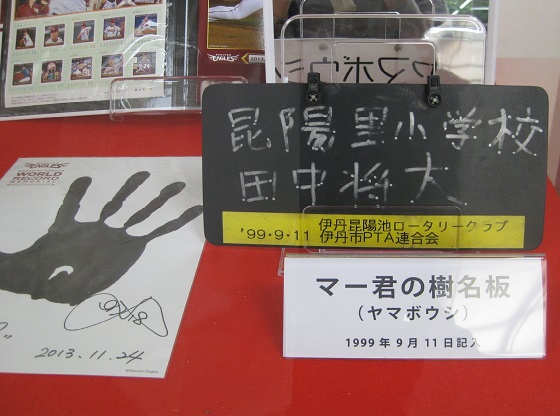 EAGLES
昆陽里小学校
田中将大
'99・9・11
伊丹昆陽池ロータリークラブ
伊丹市PTA連合会
マー君の樹名板
（ヤマボウシ）
1999年9月11日記入
EAGLES
WORLD
RECORD
2013.11.24